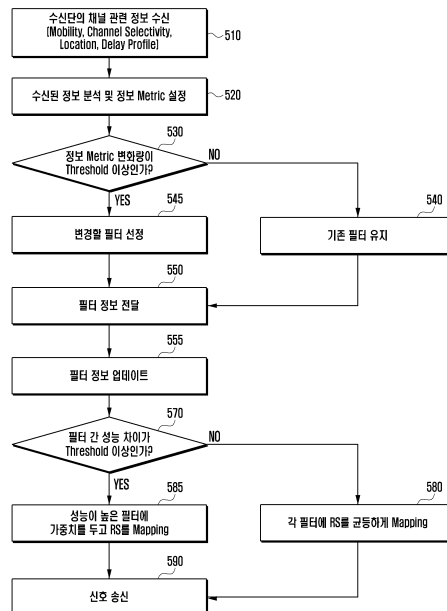 수신단의 채널 관련 정보 수신
(Mobility, Channel Selectivity,
Location, Delay Profile)
510
수신된 정보 분석 및 정보 Metric 설정
520
530
정보 Metric 변화량이
Threshold 이상인가?
NO
YES
545
변경할 필터 선정
540
기존 필터 유지
550
필터 정보 전달
555
필터 정보 업데이트
570
필터 간 성능 차이가
Threshold 이상인가?
NO
YES
585
성능이 높은 필터에
가중치를 두고 RS를 Mapping
580
각 필터에 RS를 균등하게 Mapping
590
신호 송신